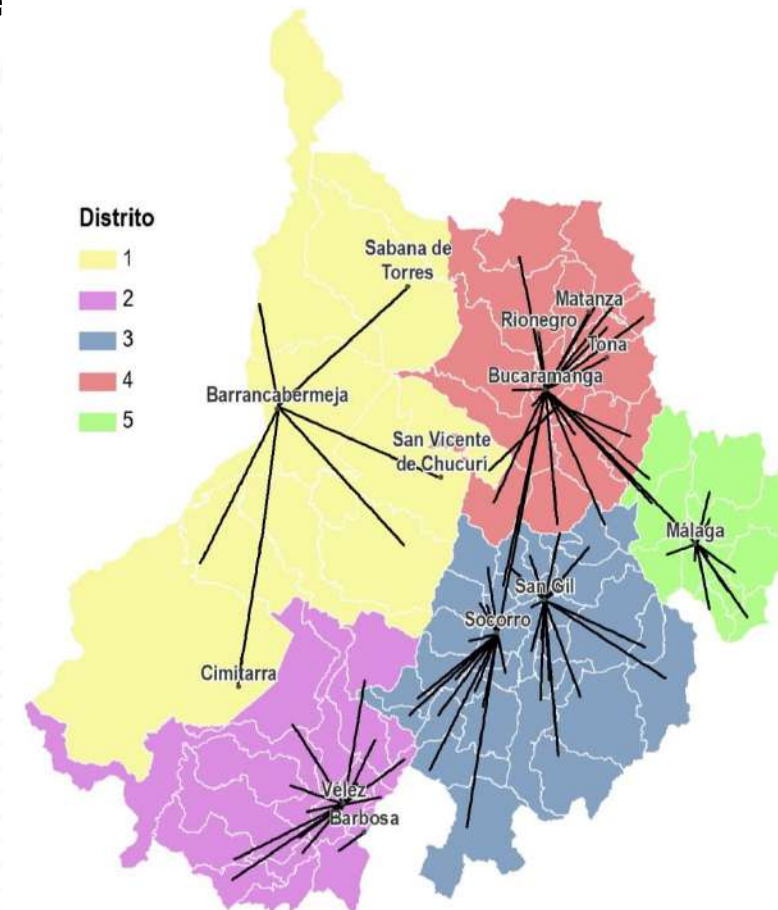 Distrito
1
2
3
4
5
Sabana de
Torres
Matanza
Rionegro
Tona
Bucaramanga
Barrancabermeja
San Vicente
de Chucurí
Málaga
San Gil
Socorro
Cimitarra
Vélez
Barbosa